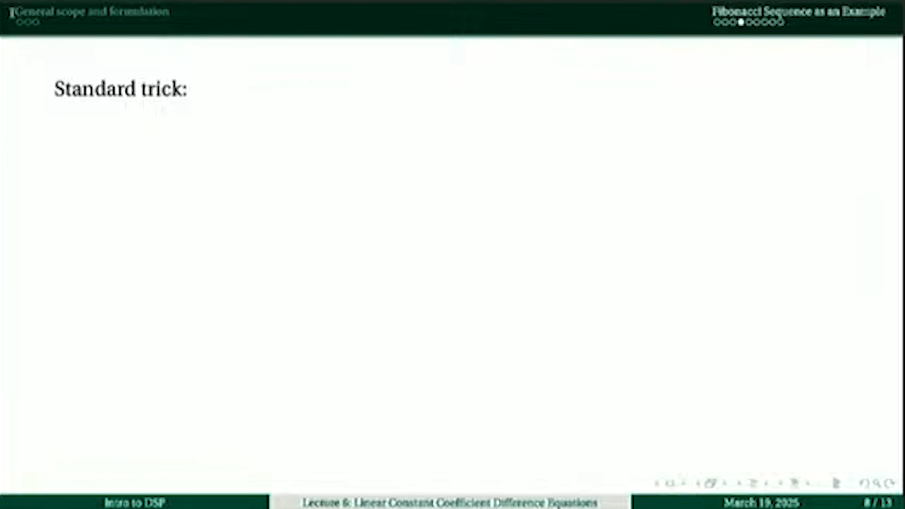 General scope and formulation
Fibonacci Sequence as an Example
Standard trick:
Intro to DSP
Lecture 6: Linear Constant Coefficient Difference Equations
March 19, 2025
8 / 13